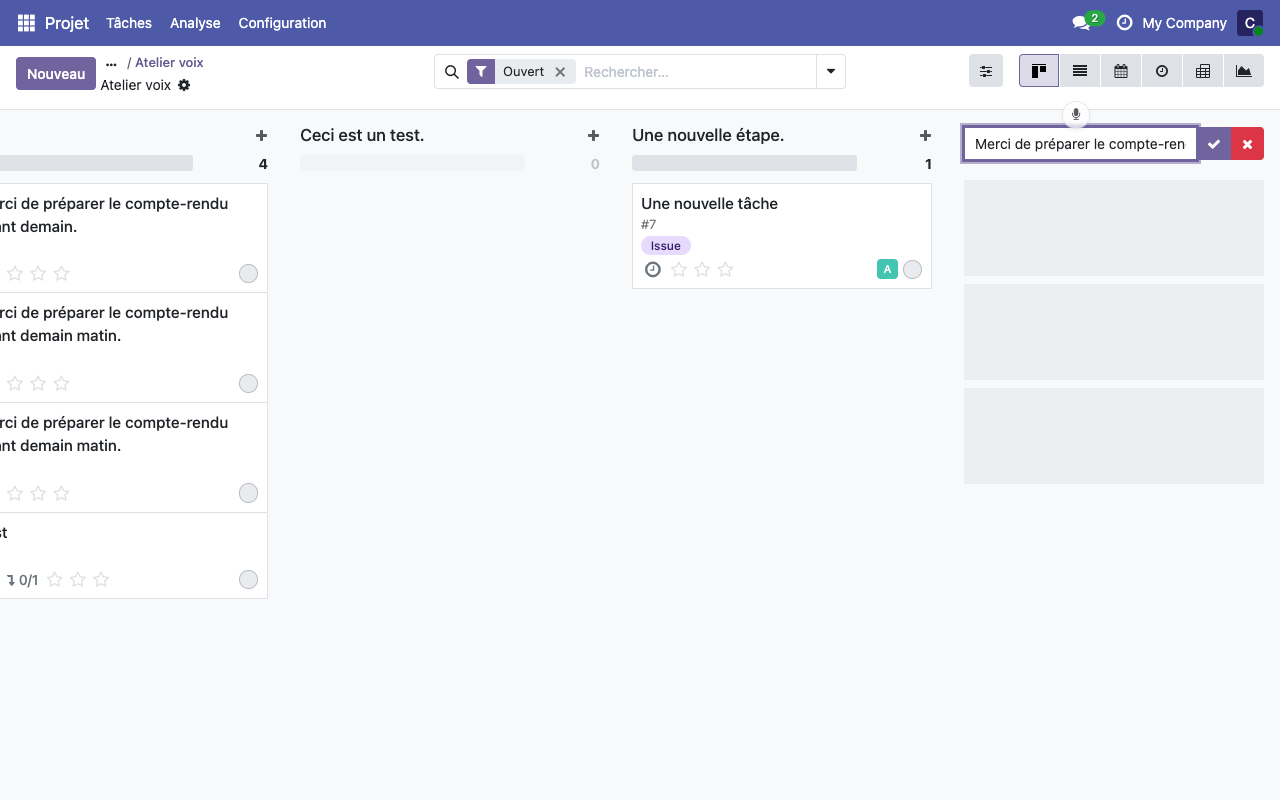 Projet Tâches Analyse Configuration 2 My Company C
Nouveau ... / Atelier voix
Atelier voix
Ouvert Rechercher...
+ Ceci est un test. + Une nouvelle étape. + Merci de préparer le compte-ren
4 0 1
rci de préparer le compte-rendu
nt demain.
rci de préparer le compte-rendu
nt demain matin.
rci de préparer le compte-rendu
nt demain matin.
st
0/1
Une nouvelle tâche
#7
Issue
A